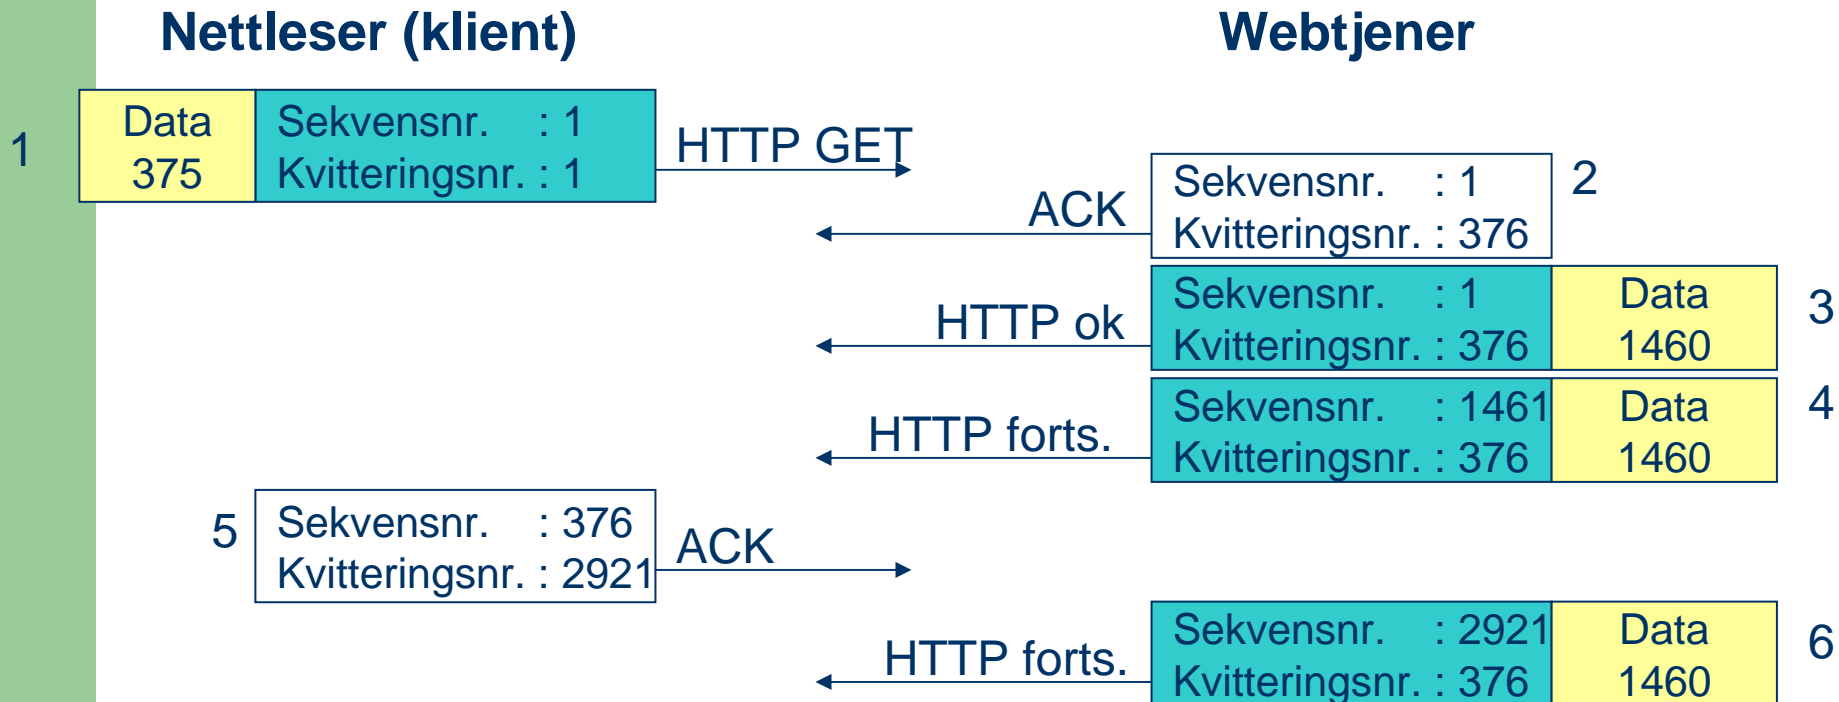 Nettleser (klient)
Webtjener
1
Data
375
Sekvensnr. : 1
Kvitteringsnr. : 1
HTTP GET
ACK
Sekvensnr. : 1
Kvitteringsnr. : 376
2
HTTP ok
Sekvensnr. : 1
Kvitteringsnr. : 376
Data
1460
3
HTTP forts.
Sekvensnr. : 1461
Kvitteringsnr. : 376
Data
1460
4
5
Sekvensnr. : 376
Kvitteringsnr. : 2921
ACK
HTTP forts.
Sekvensnr. : 2921
Kvitteringsnr. : 376
Data
1460
6